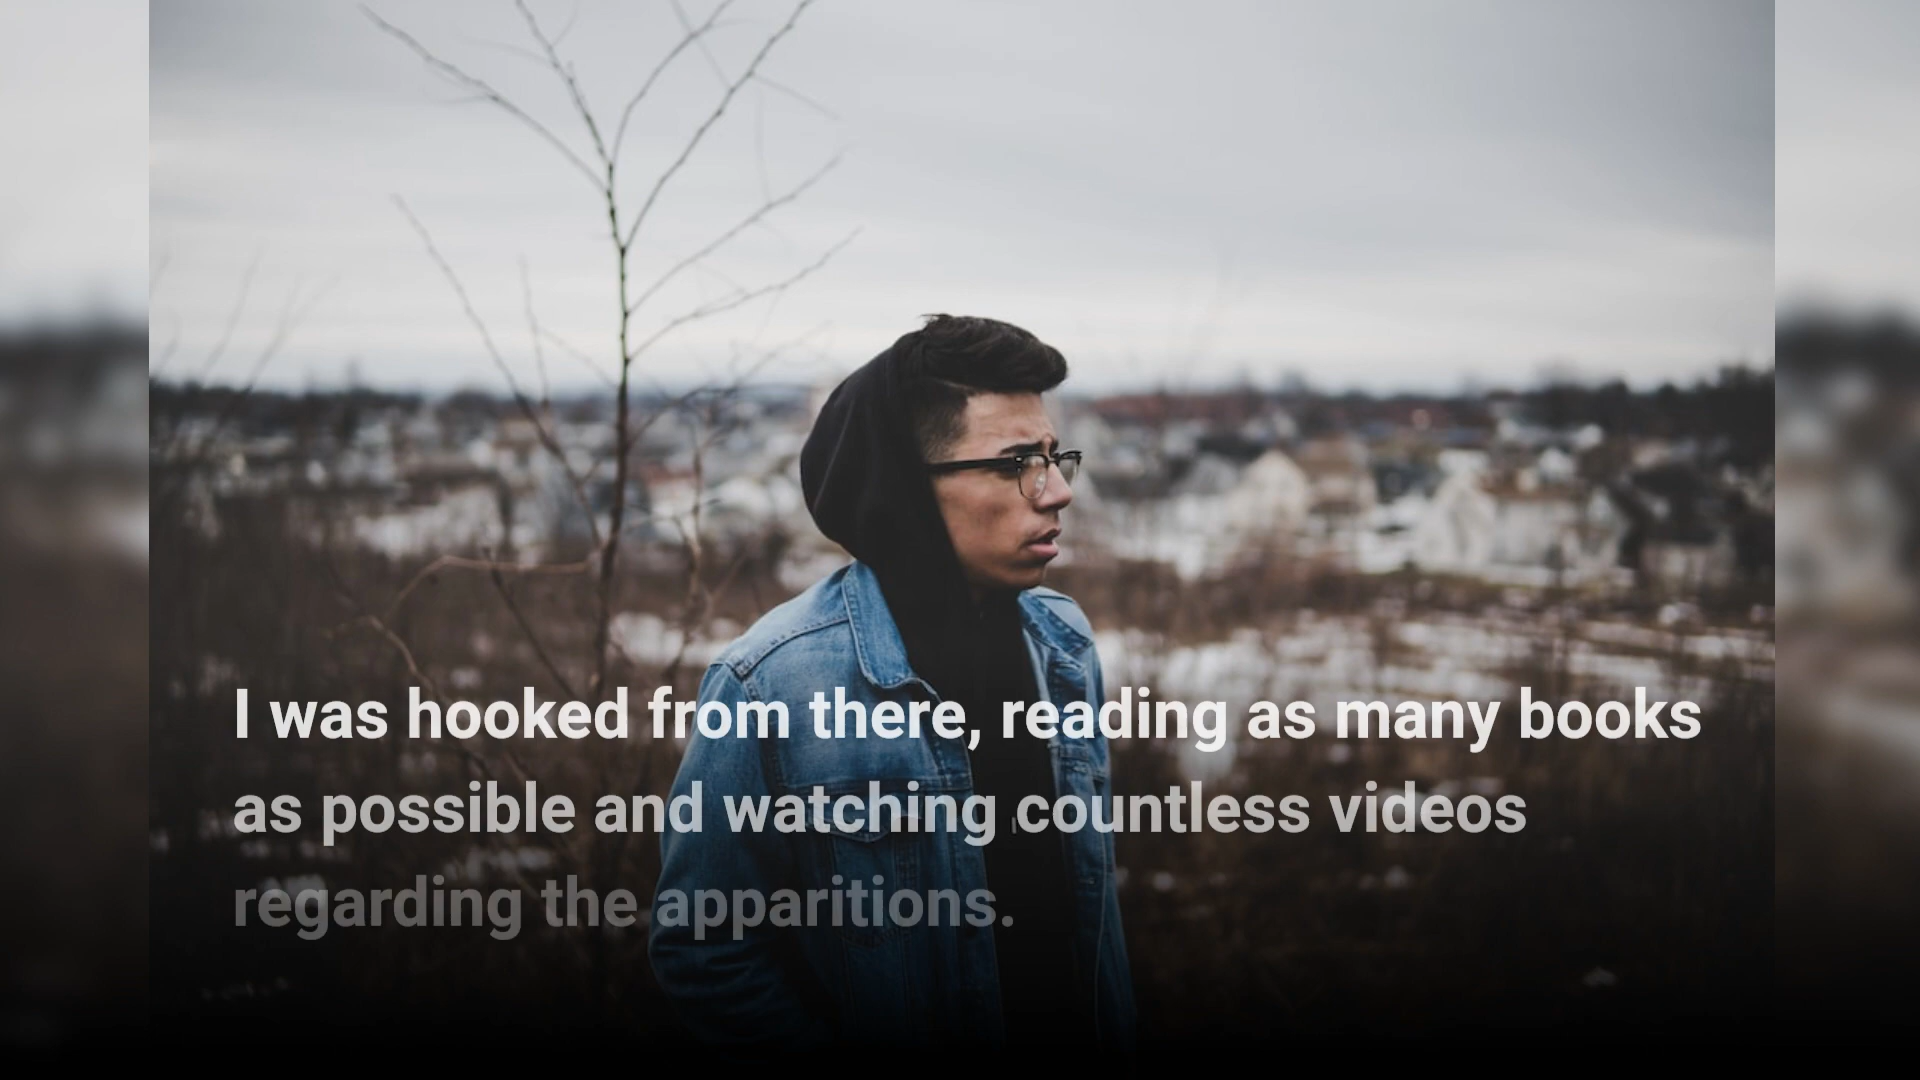 I was hooked from there, reading as many books
as possible and watching countless videos
regarding the apparitions.